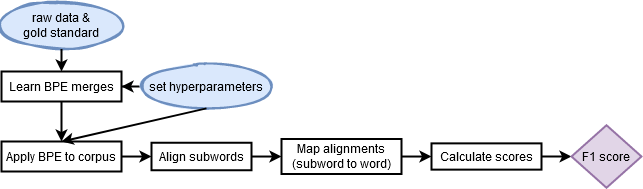 raw data &
gold standard
Learn BPE merges
set hyperparameters
Apply BPE to corpus
Align subwords
Map alignments
(subword to word)
Calculate scores
F1 score